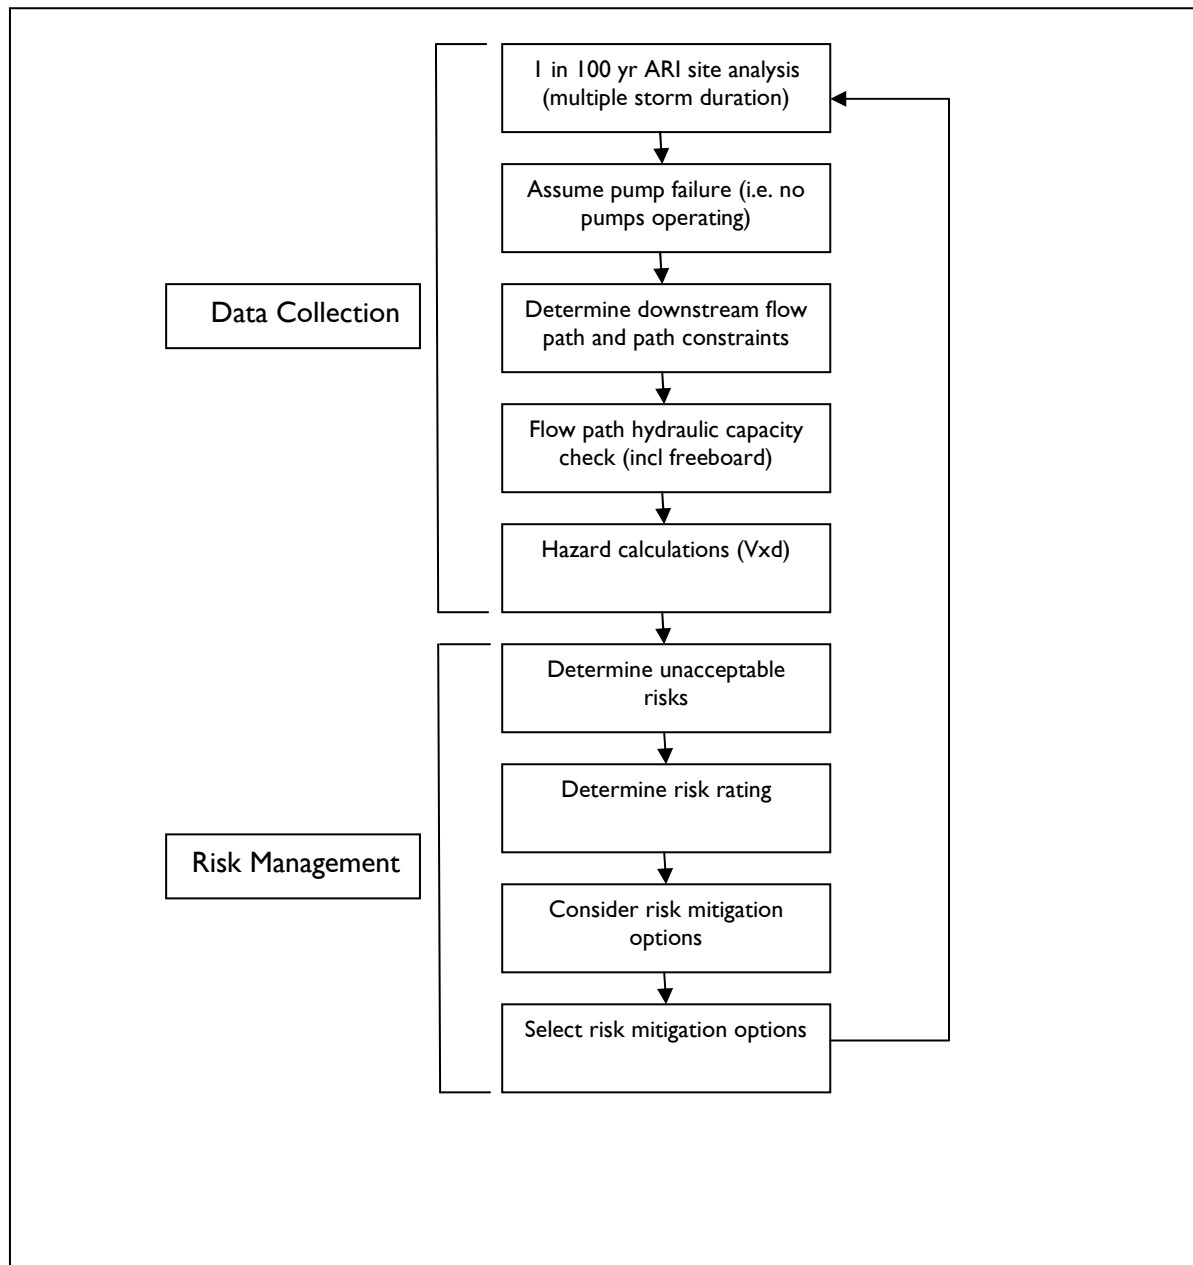 1 in 100 yr ARI site analysis
(multiple storm duration)
Assume pump failure (i.e. no
pumps operating)
Data Collection
Determine downstream flow
path and path constraints
Flow path hydraulic capacity
check (incl freeboard)
Hazard calculations (Vxd)
Determine unacceptable
risks
Determine risk rating
Risk Management
Consider risk mitigation
options
Select risk mitigation options